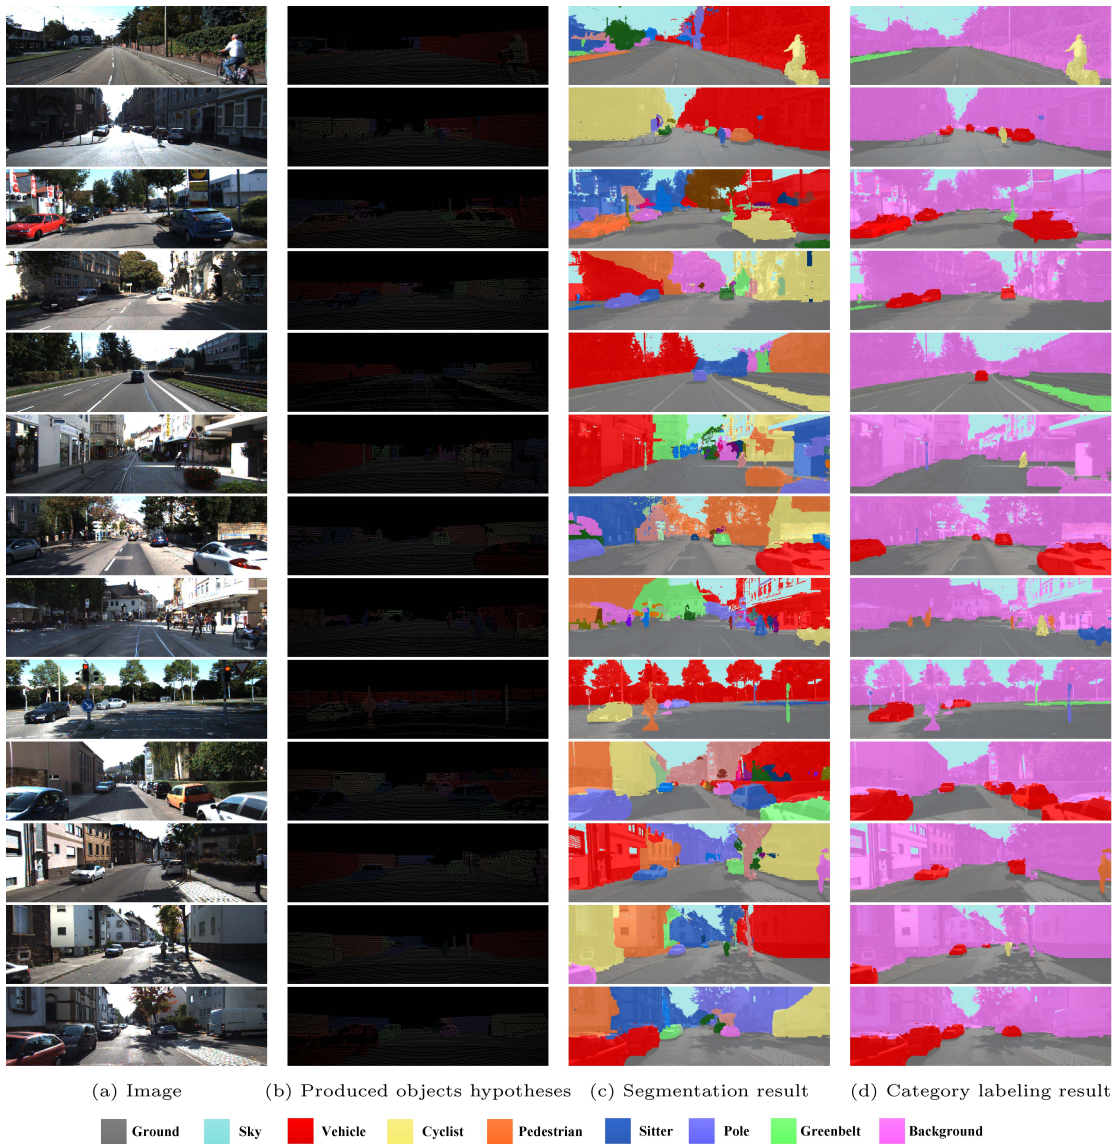 (a) Image (b) Produced objects hypotheses (c) Segmentation result (d) Category labeling result
Ground Sky Vehicle Cyclist Pedestrian Sitter Pole Greenbelt Background